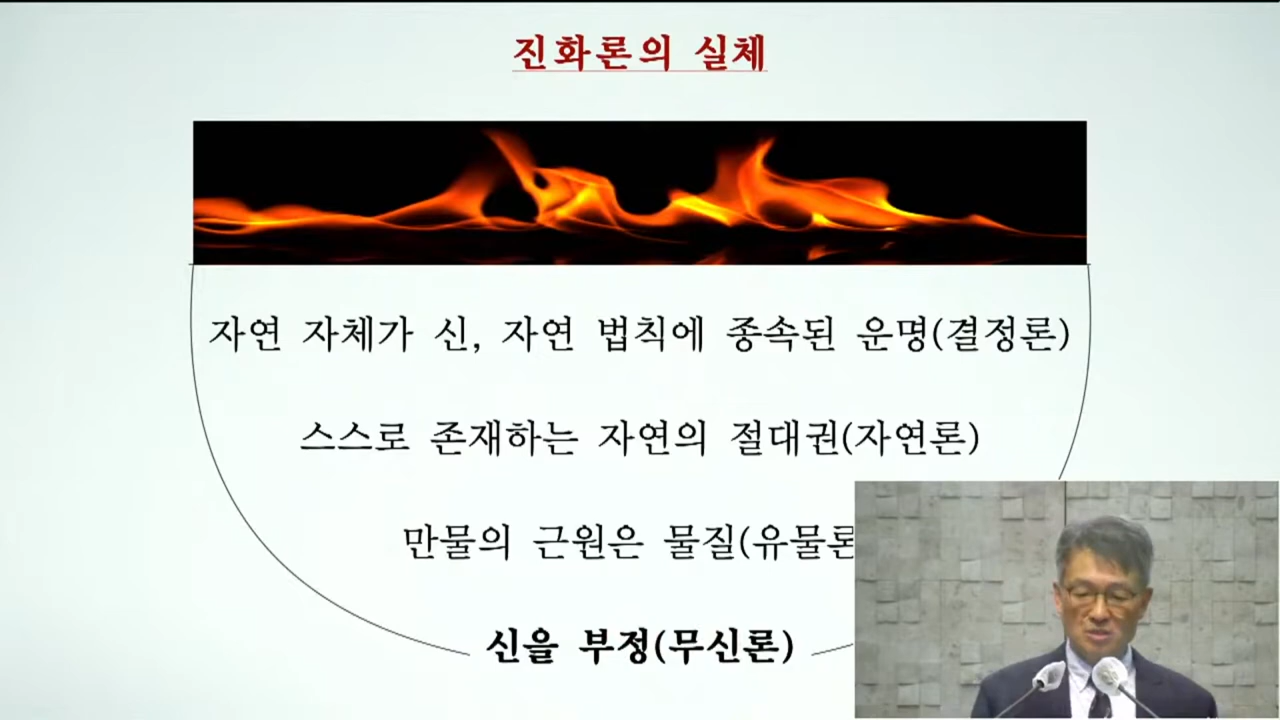 진화론의 실체
자연 자체가 신, 자연 법칙에 종속된 운명(결정론)
스스로 존재하는 자연의 절대권(자연론)
만물의 근원은 물질(유물론
신을 부정(무신론)